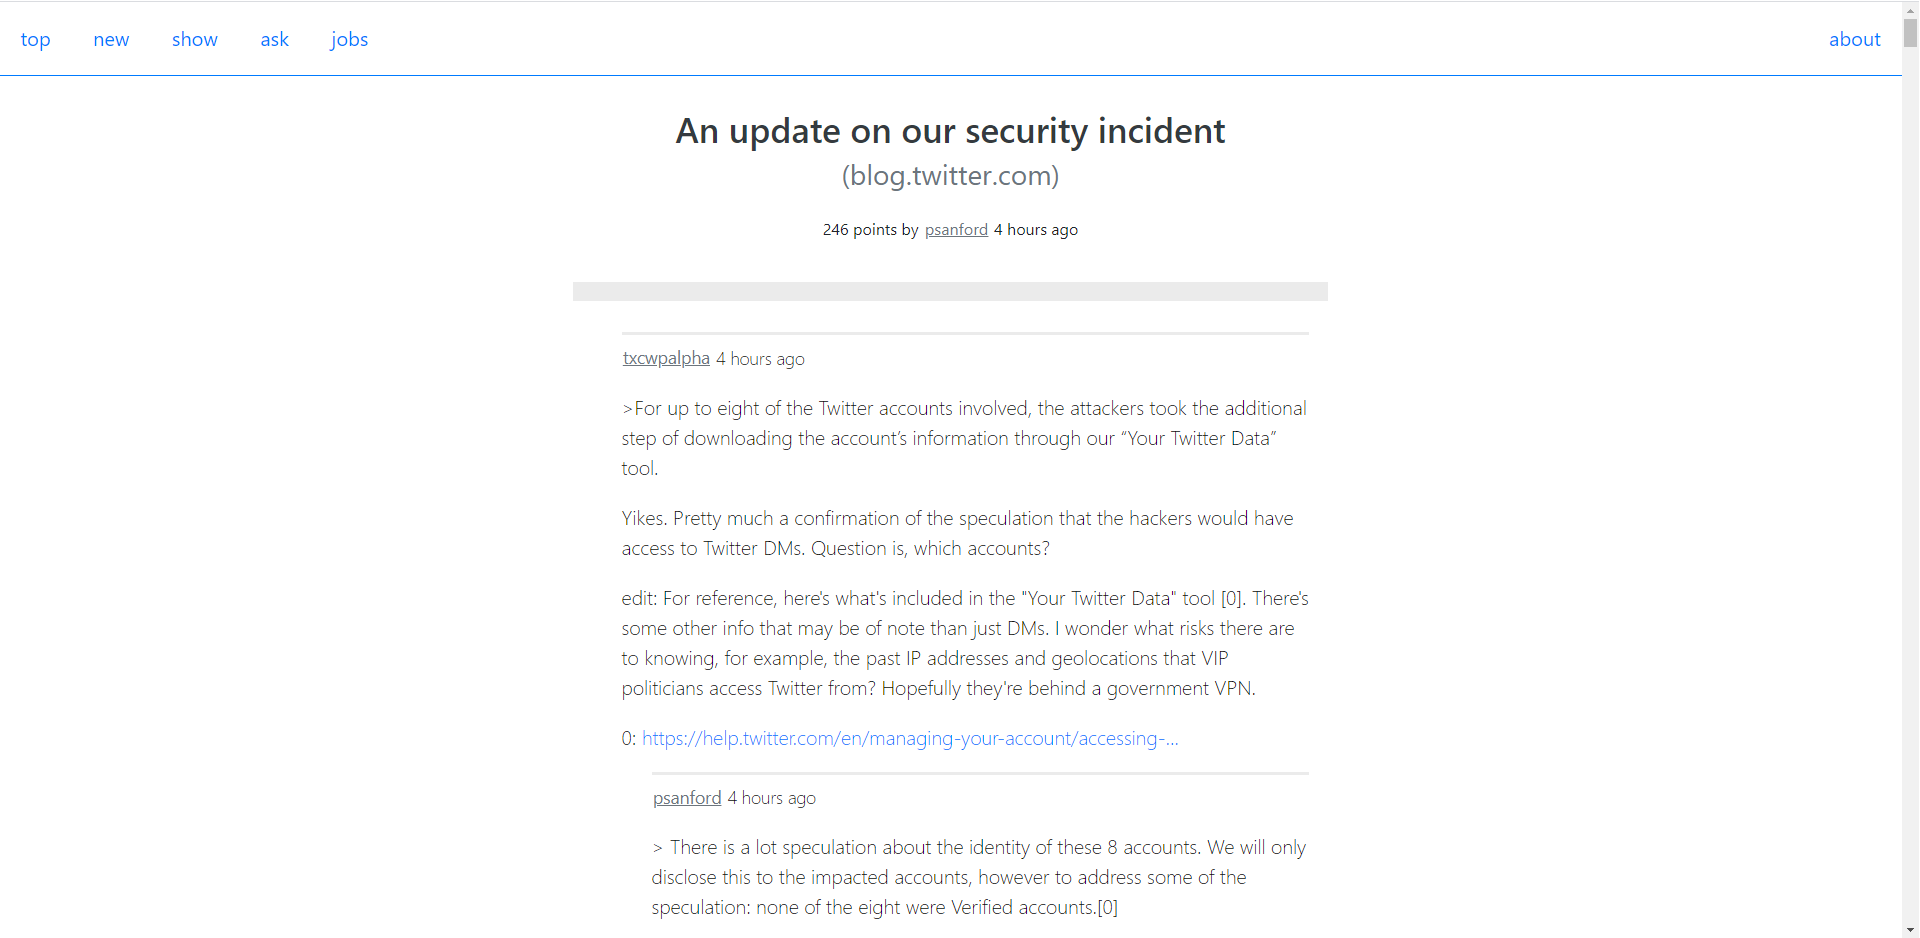 top new show ask jobs about
An update on our security incident
(blog.twitter.com)
246 points by psanford 4 hours ago
txcwpalpha 4 hours ago
>For up to eight of the Twitter accounts involved, the attackers took the additional
step of downloading the account’s information through our “Your Twitter Data”
tool.
Yikes. Pretty much a confirmation of the speculation that the hackers would have
access to Twitter DMs. Question is, which accounts?
edit: For reference, here's what's included in the "Your Twitter Data" tool [0]. There's
some other info that may be of note than just DMs. I wonder what risks there are
to knowing, for example, the past IP addresses and geolocations that VIP
politicians access Twitter from? Hopefully they're behind a government VPN.
0: https://help.twitter.com/en/managing-your-account/accessing-...
psanford 4 hours ago
> There is a lot speculation about the identity of these 8 accounts. We will only
disclose this to the impacted accounts, however to address some of the
speculation: none of the eight were Verified accounts.[0]